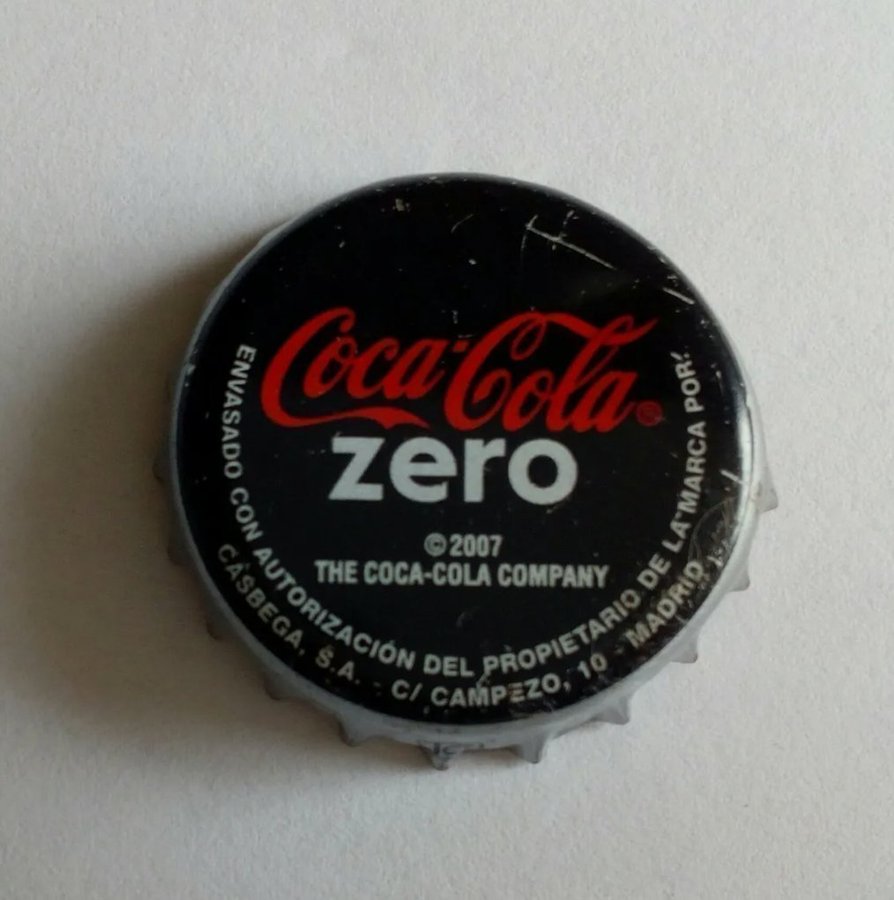 Coca-Cola®
zero
©2007
THE COCA-COLA COMPANY
ENVASADO CON AUTORIZACIÓN DEL PROPIETARIO DE LA MARCA POR:
CASBEGA, S.A. - C/ CAMPEZO, 10 - MADRID